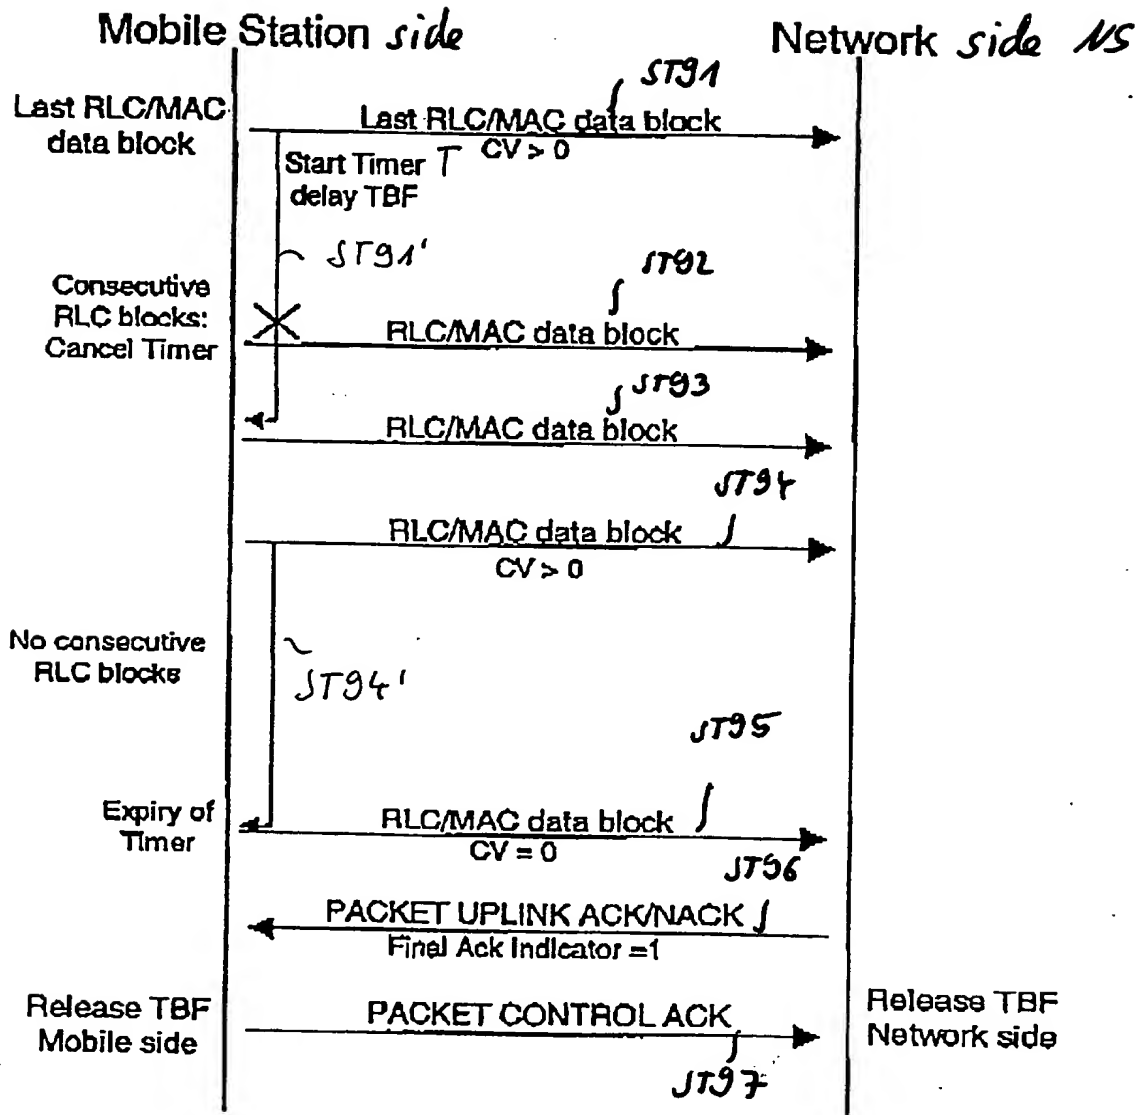 Mobile Station side
Network side NS
ST91
Last RLC/MAC
data block
Last RLC/MAC data block
CV > 0
Start Timer T
delay TBF
ST91'
ST92
Consecutive
RLC blocks:
Cancel Timer
RLC/MAC data block
ST93
RLC/MAC data block
ST94
RLC/MAC data block
CV > 0
No consecutive
RLC blocks
ST94'
ST95
Expiry of
Timer
RLC/MAC data block
CV = 0
ST96
PACKET UPLINK ACK/NACK
Final Ack Indicator =1
Release TBF
Mobile side
PACKET CONTROL ACK
Release TBF
Network side
ST97